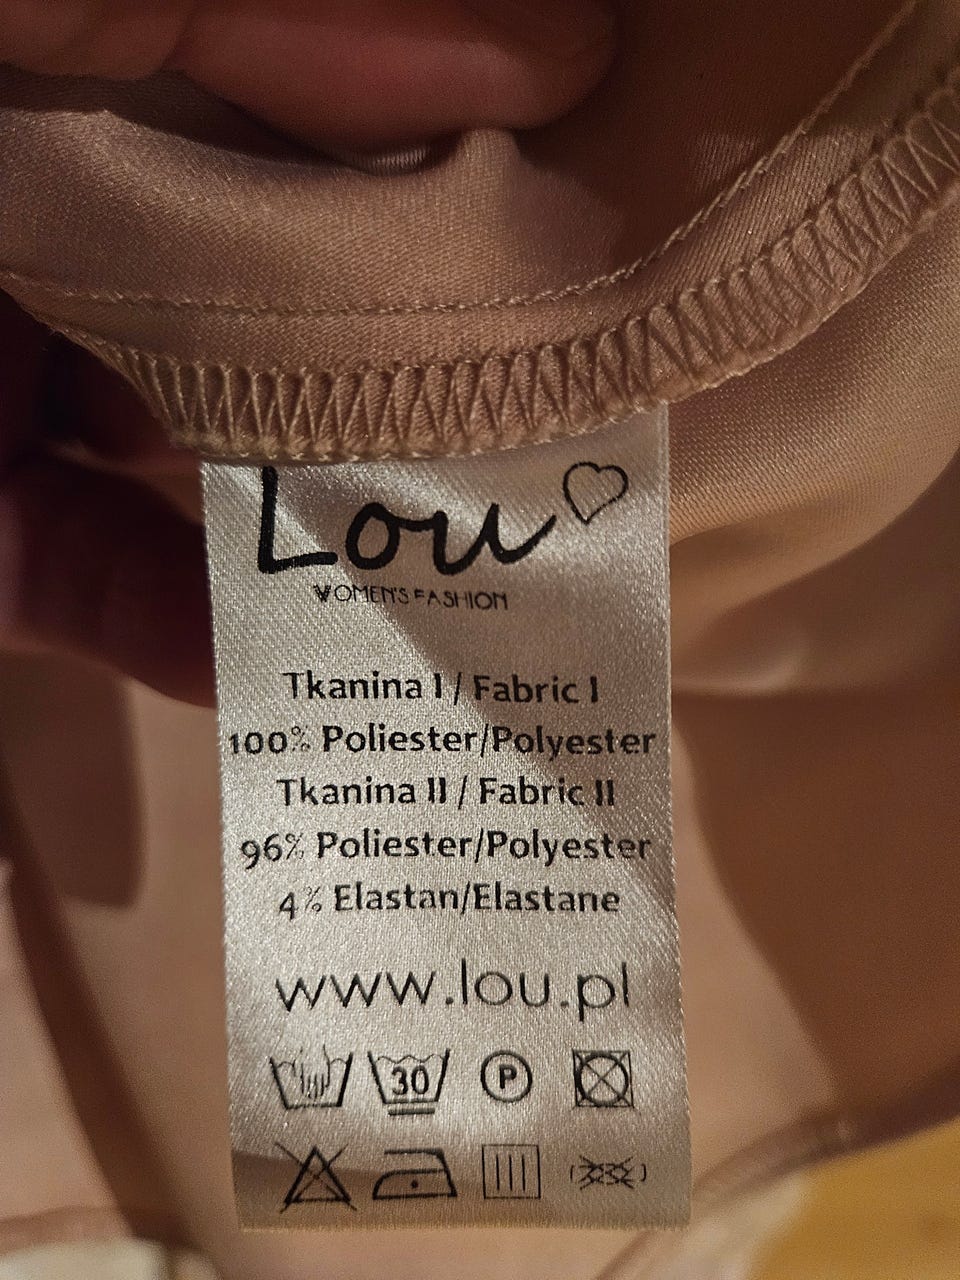 Lou
WOMEN'S FASHION
Tkanina I / Fabric I
100% Poliester/Polyester
Tkanina II / Fabric II
96% Poliester/Polyester
4% Elastan/Elastane
www.lou.pl
30 P